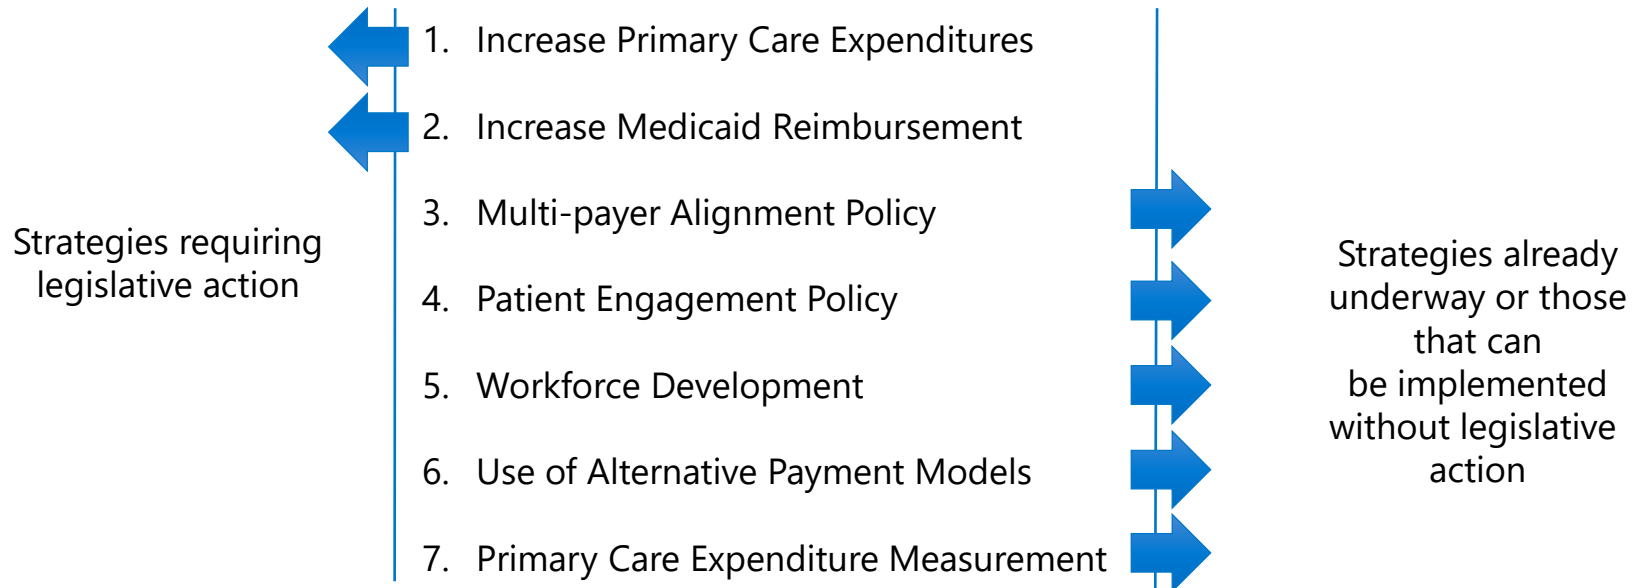 1. Increase Primary Care Expenditures
2. Increase Medicaid Reimbursement
3. Multi-payer Alignment Policy
4. Patient Engagement Policy
5. Workforce Development
6. Use of Alternative Payment Models
7. Primary Care Expenditure Measurement
Strategies requiring
legislative action
Strategies already
underway or those
that can
be implemented
without legislative
action